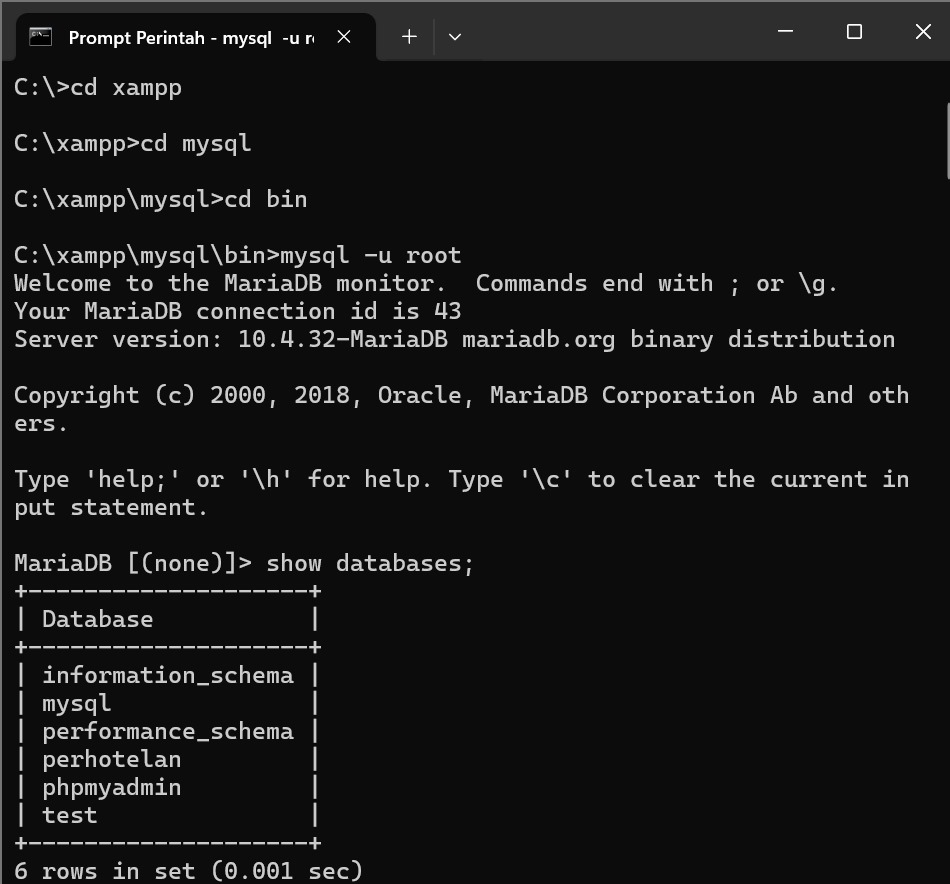 Prompt Perintah - mysql  -u r
C:\>cd xampp
C:\xampp>cd mysql
C:\xampp\mysql>cd bin
C:\xampp\mysql\bin>mysql -u root
Welcome to the MariaDB monitor.  Commands end with ; or \g.
Your MariaDB connection id is 43
Server version: 10.4.32-MariaDB mariadb.org binary distribution
Copyright (c) 2000, 2018, Oracle, MariaDB Corporation Ab and oth
ers.
Type 'help;' or '\h' for help. Type '\c' to clear the current in
put statement.
MariaDB [(none)]> show databases;
+--------------------+
| Database           |
+--------------------+
| information_schema |
| mysql              |
| performance_schema |
| perhotelan         |
| phpmyadmin         |
| test               |
+--------------------+
6 rows in set (0.001 sec)